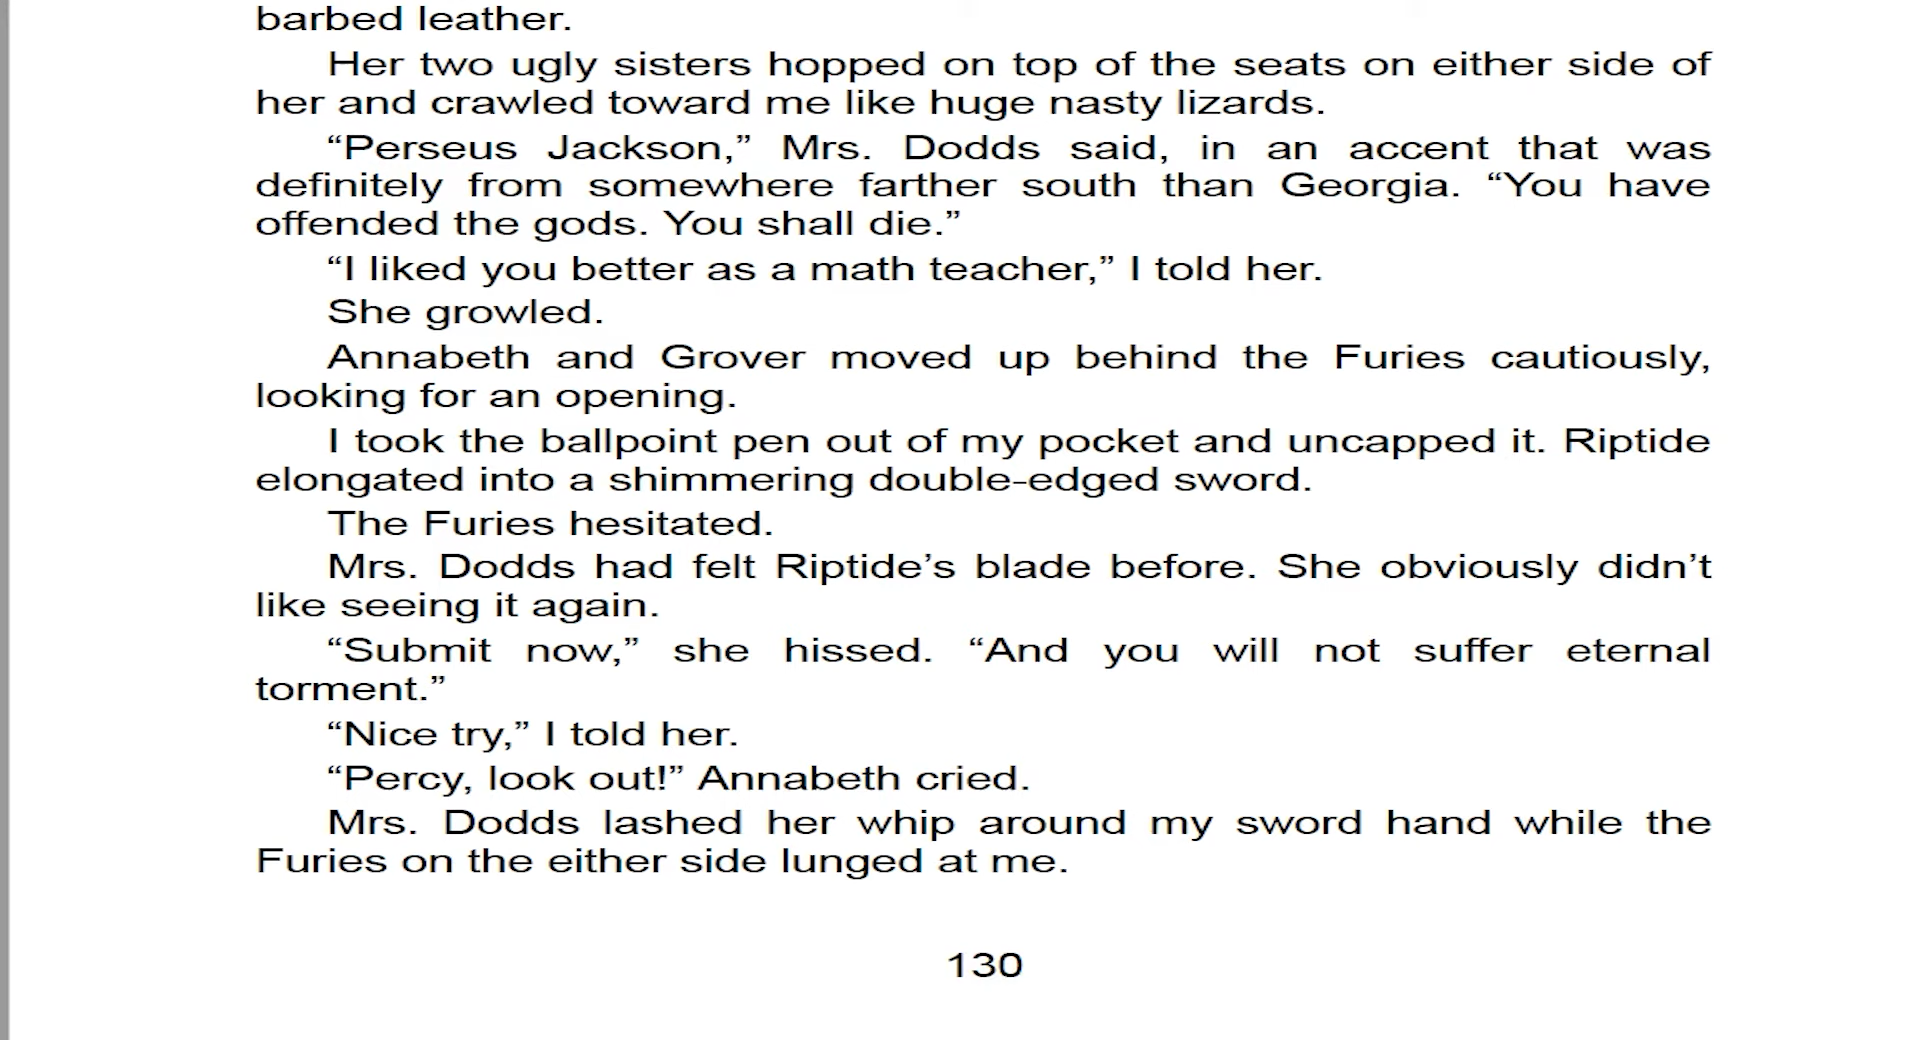 barbed leather.
Her two ugly sisters hopped on top of the seats on either side of
her and crawled toward me like huge nasty lizards.
“Perseus Jackson,” Mrs. Dodds said, in an accent that was
definitely from somewhere farther south than Georgia. “You have
offended the gods. You shall die.”
“I liked you better as a math teacher,” I told her.
She growled.
Annabeth and Grover moved up behind the Furies cautiously,
looking for an opening.
I took the ballpoint pen out of my pocket and uncapped it. Riptide
elongated into a shimmering double-edged sword.
The Furies hesitated.
Mrs. Dodds had felt Riptide’s blade before. She obviously didn’t
like seeing it again.
“Submit now,” she hissed. “And you will not suffer eternal
torment.”
“Nice try,” I told her.
“Percy, look out!” Annabeth cried.
Mrs. Dodds lashed her whip around my sword hand while the
Furies on the either side lunged at me.
130